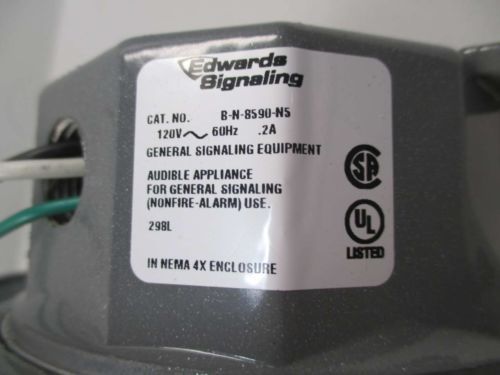 Edwards
Signaling
CAT. NO. B-N-8590-N5
120V~ 60Hz .2A
GENERAL SIGNALING EQUIPMENT
AUDIBLE APPLIANCE
FOR GENERAL SIGNALING
(NONFIRE-ALARM) USE.
298L
IN NEMA 4X ENCLOSURE
SA
UL
LISTED